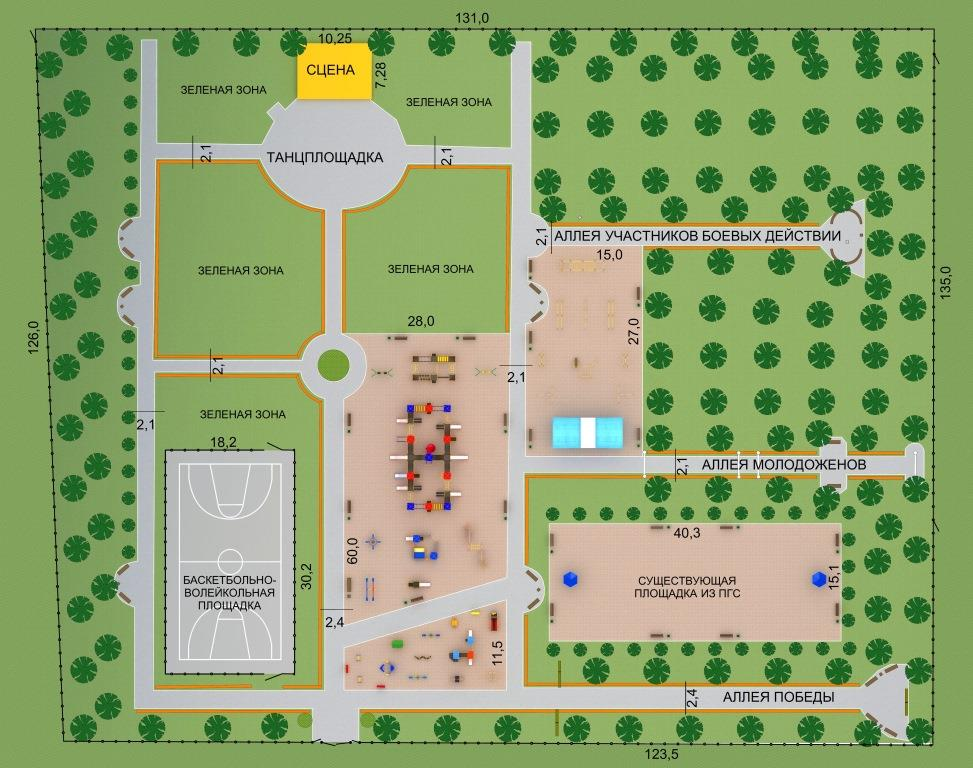 131,0
10,25
СЦЕНА
7,28
ЗЕЛЕНАЯ ЗОНА
ЗЕЛЕНАЯ ЗОНА
2,1
ТАНЦПЛОЩАДКА
2,1
2,1
АЛЛЕЯ УЧАСТНИКОВ БОЕВЫХ ДЕЙСТВИИ
15,0
ЗЕЛЕНАЯ ЗОНА
ЗЕЛЕНАЯ ЗОНА
135,0
126,0
28,0
27,0
2,1
2,1
ЗЕЛЕНАЯ ЗОНА
2,1
18,2
2,1
АЛЛЕЯ МОЛОДОЖЕНОВ
40,3
60,0
30,2
БАСКЕТБОЛЬНО-
ВОЛЕЙКОЛЬНАЯ
ПЛОЩАДКА
СУЩЕСТВУЮЩАЯ
ПЛОЩАДКА ИЗ ПГС
15,1
2,4
11,5
2,4
АЛЛЕЯ ПОБЕДЫ
123,5